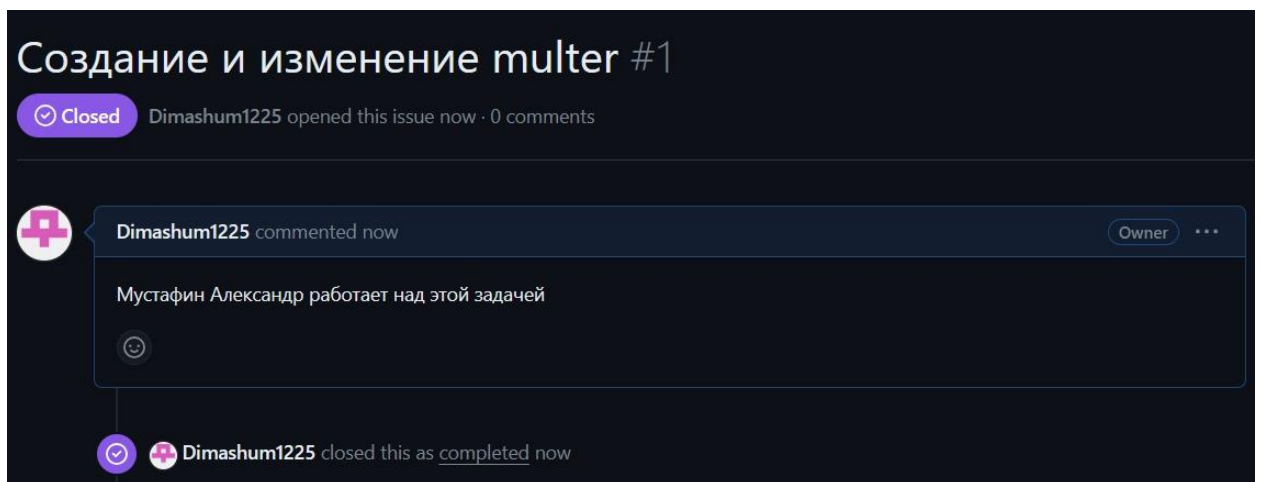 Создание и изменение multer #1
Closed Dimashum1225 opened this issue now · 0 comments
Dimashum1225 commented now Owner ···
Мустафин Александр работает над этой задачей
Dimashum1225 closed this as completed now